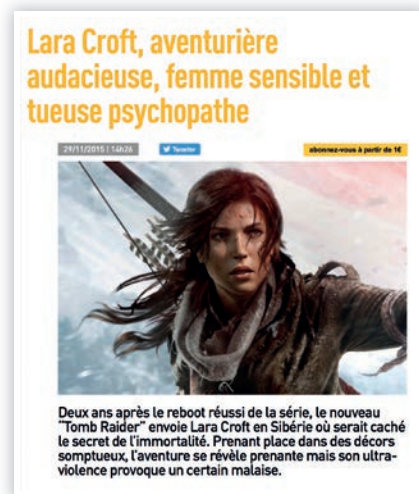 Lara Croft, aventurière
audacieuse, femme sensible et
tueuse psychopathe
29/11/2015 | 14h26
Tweeter
abonnez-vous à partir de 1€
Deux ans après le reboot réussi de la série, le nouveau
"Tomb Raider" envoie Lara Croft en Sibérie où serait caché
le secret de l'immortalité. Prenant place dans des décors
somptueux, l'aventure se révèle prenante mais son ultra-
violence provoque un certain malaise.